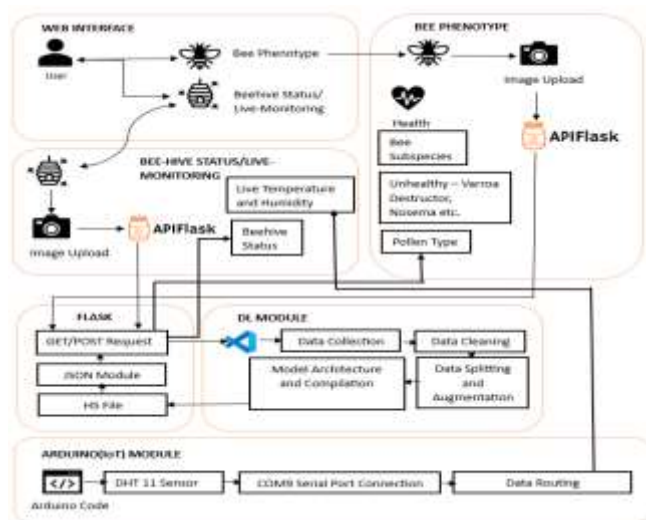 WEB INTERFACE
User
Bee Phenotype
Beehive Status/
Live-Monitoring
BEE PHENOTYPE
Image Upload
APIFlask
Health
Bee
Subspecies
Unhealthy – Varroa
Destructor,
Nosema etc.
Pollen Type
BEE-HIVE STATUS/LIVE-
MONITORING
Image Upload
APIFlask
Live Temperature
and Humidity
Beehive
Status
FLASK
GET/POST Request
JSON Module
H5 File
DL MODULE
Data Collection
Data Cleaning
Model Architecture
and Compilation
Data Splitting
and
Augmentation
ARDUINO(IoT) MODULE
Arduino Code
DHT 11 Sensor
COM9 Serial Port Connection
Data Routing